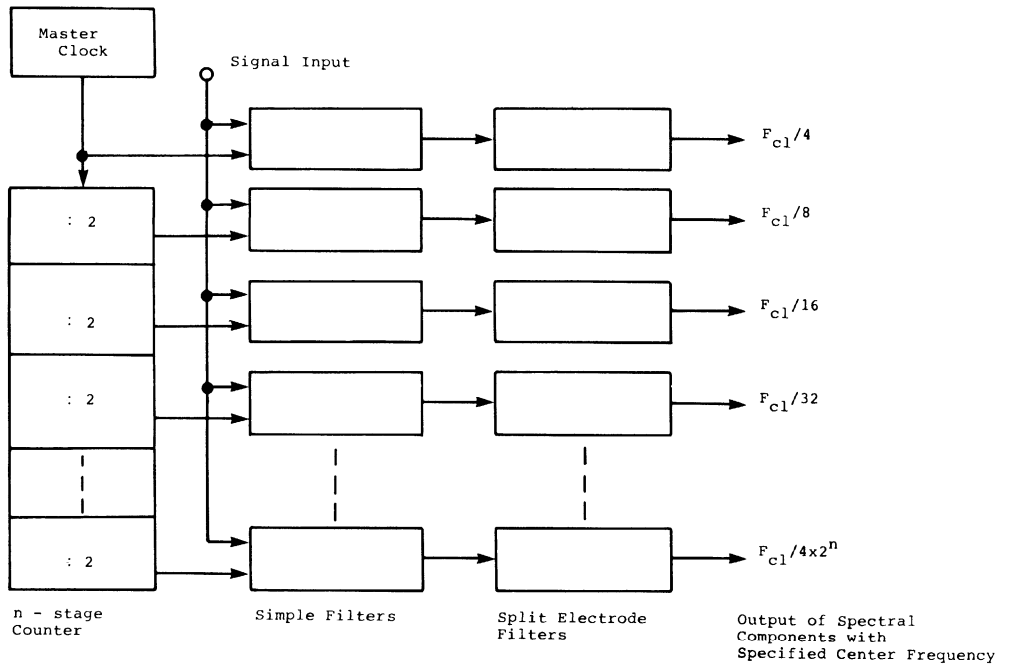 Master
Clock
Signal Input
F_cl/4
: 2
F_cl/8
: 2
F_cl/16
: 2
F_cl/32
: 2
F_cl/4x2^n
n - stage
Counter
Simple Filters
Split Electrode
Filters
Output of Spectral
Components with
Specified Center Frequency